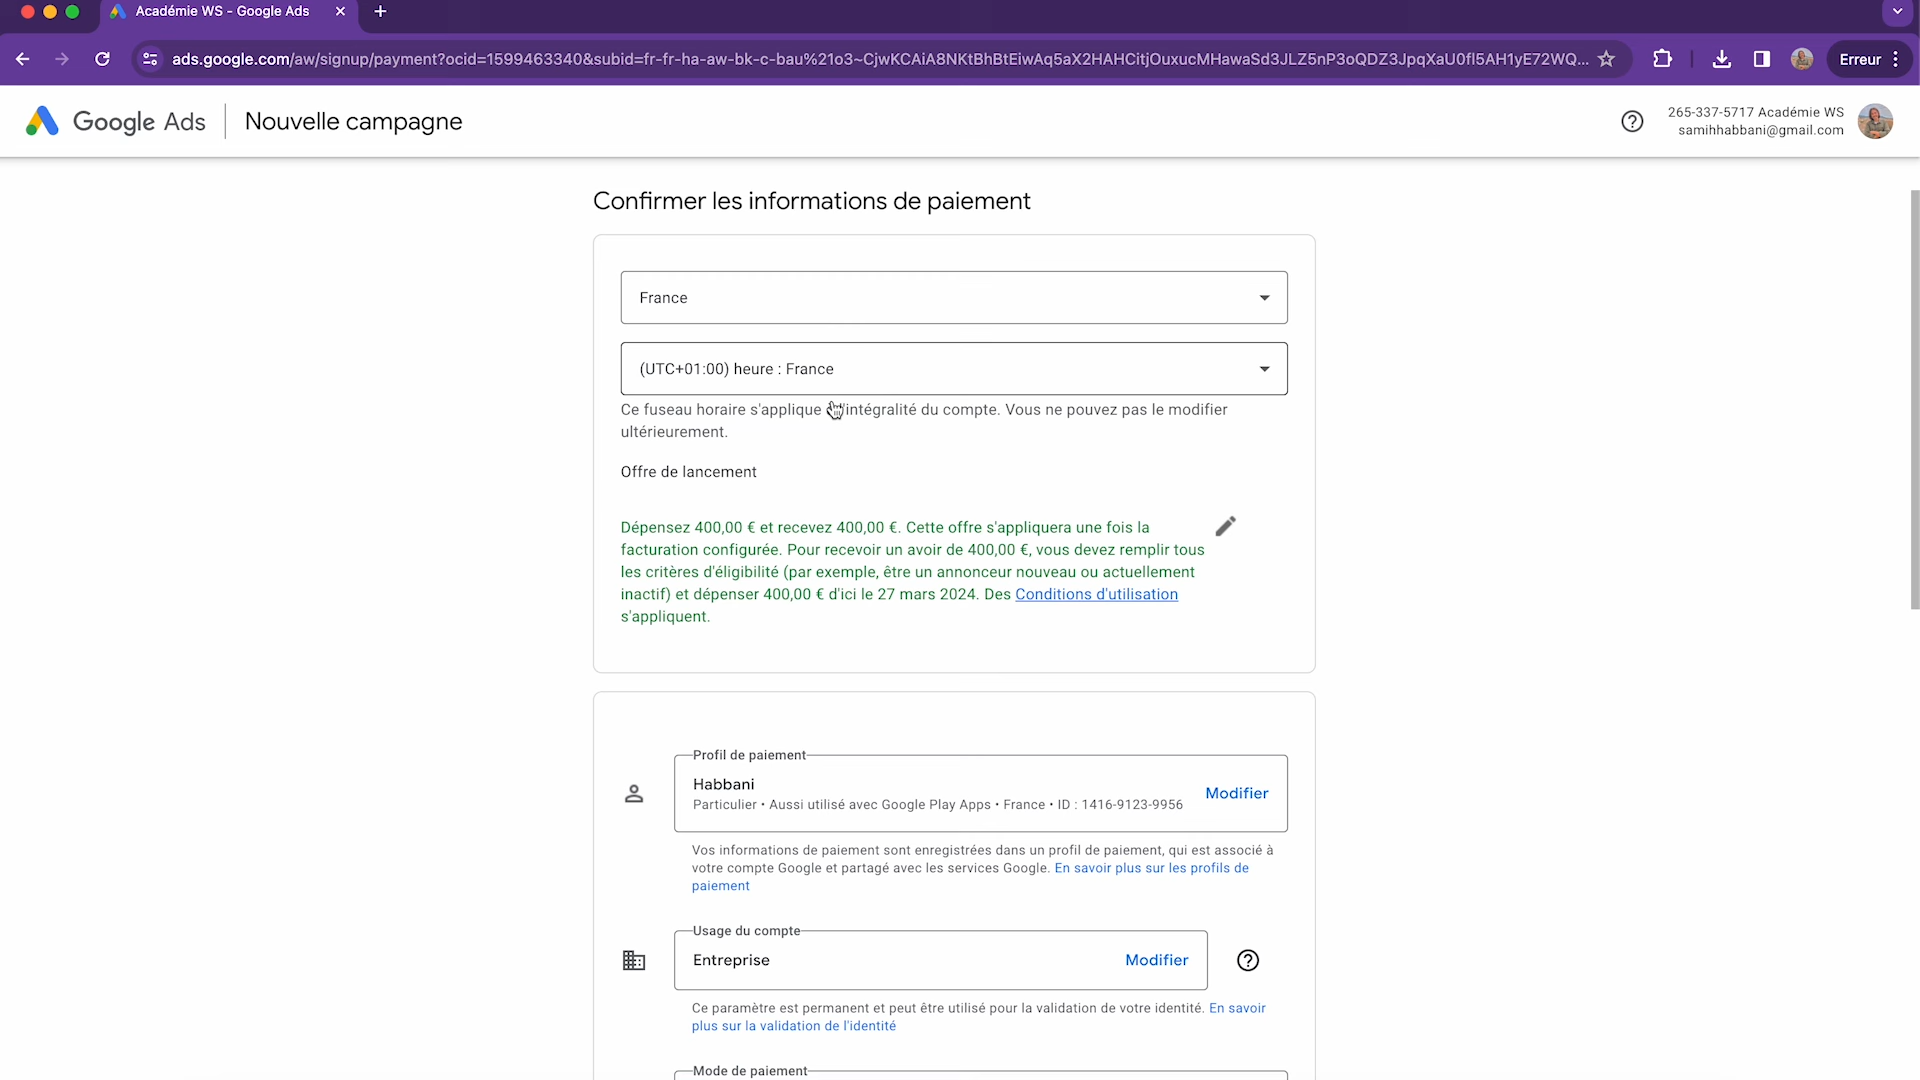 Académie WS - Google Ads
ads.google.com/aw/signup/payment?ocid=1599463340&subid=fr-fr-ha-aw-bk-c-bau%21o3~CjwKCAiA8NKtBhBtEiwAq5aX2HAHCitjOuxucMHawaSd3JLZ5nP3oQDZ3JpqXaU0fl5AH1yE72WQ...
Erreur
Google Ads
Nouvelle campagne
265-337-5717 Académie WS
samihhabbani@gmail.com
Confirmer les informations de paiement
France
(UTC+01:00) heure : France
Ce fuseau horaire s'applique l'intégralité du compte. Vous ne pouvez pas le modifier
ultérieurement.
Offre de lancement
Dépensez 400,00 € et recevez 400,00 €. Cette offre s'appliquera une fois la
facturation configurée. Pour recevoir un avoir de 400,00 €, vous devez remplir tous
les critères d'éligibilité (par exemple, être un annonceur nouveau ou actuellement
inactif) et dépenser 400,00 € d'ici le 27 mars 2024. Des Conditions d'utilisation
s'appliquent.
Profil de paiement
Habbani
Particulier • Aussi utilisé avec Google Play Apps • France • ID : 1416-9123-9956
Modifier
Vos informations de paiement sont enregistrées dans un profil de paiement, qui est associé à
votre compte Google et partagé avec les services Google. En savoir plus sur les profils de
paiement
Usage du compte
Entreprise
Modifier
Ce paramètre est permanent et peut être utilisé pour la validation de votre identité. En savoir
plus sur la validation de l'identité
Mode de paiement